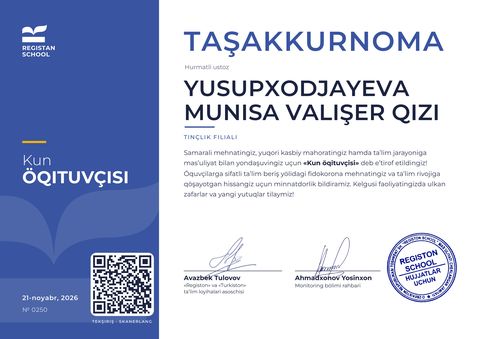 REGISTAN
SCHOOL
Kun
ÖQITUVÇISI
21-noyabr, 2026
№ 0250
TEKŞIRIŞ - SKANERLANG
TAŞAKKURNOMA
Hurmatli ustoz
YUSUPXODJAYEVA
MUNISA VALIŞER QIZI
TINÇLIK FILIALI
Samarali mehnatingiz, yuqori kasbiy mahoratingiz hamda ta'lim jarayoniga
mas'uliyat bilan yondaşuvingiz uçun «Kun öqituvçisi» deb e'tirof etildingiz!
Öquvçilarga sifatli ta'lim beriş yölidagi fidokorona mehnatingiz va ta'lim rivojiga
qöşayotgan hissangiz uçun minnatdorlik bildiramiz. Kelgusi faoliyatingizda ulkan
zafarlar va yangi yutuqlar tilaymiz!
Avazbek Tulovov
«Registon» va «Turkiston»
ta'lim loyihalari asosçisi
Ahmadxonov Yosinxon
Monitoring bölimi rahbari
REGISTON
SCHOOL
HUJJATLAR
UCHUN